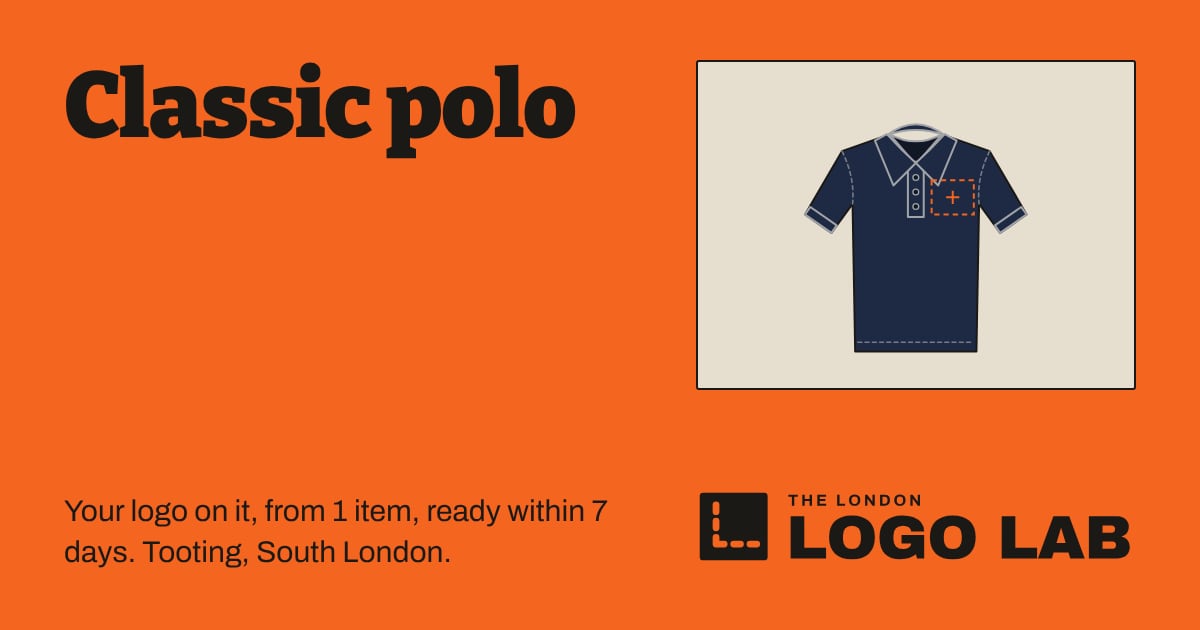 Classic polo
Your logo on it, from 1 item, ready within 7
days. Tooting, South London.
THE LONDON
LOGO LAB